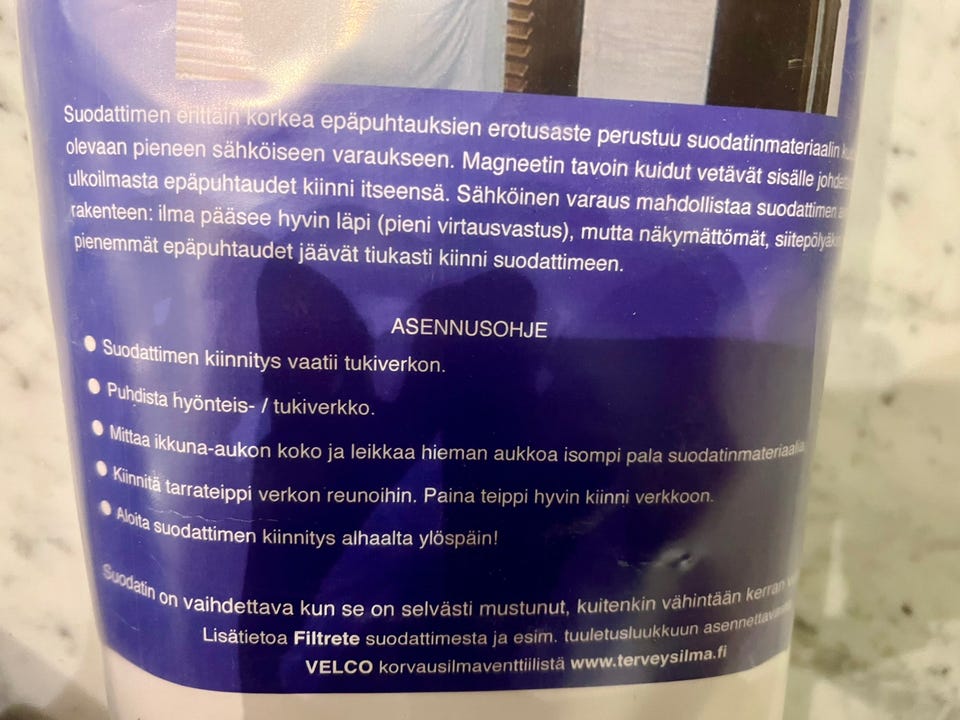 Suodattimen erittäin korkea epäpuhtauksien erotusaste perustuu suodatinmateriaalin
olevaan pieneen sähköiseen varaukseen. Magneetin tavoin kuidut vetävät sisälle
ulkoilmasta epäpuhtaudet kiinni itseensä. Sähköinen varaus mahdollistaa suodattimen
rakenteen: ilma pääsee hyvin läpi (pieni virtausvastus), mutta näkymättömät,
pienemmät epäpuhtaudet jäävät tiukasti kiinni suodattimeen.
ASENNUSOHJE
● Suodattimen kiinnitys vaatii tukiverkon.
● Puhdista hyönteis- / tukiverkko.
● Mittaa ikkuna-aukon koko ja leikkaa hieman aukkoa isompi pala suodatinmateriaalia
● Kiinnitä tarrateippi verkon reunoihin. Paina teippi hyvin kiinni verkkoon.
● Aloita suodattimen kiinnitys alhaalta ylöspäin!
Suodatin on vaihdettava kun se on selvästi mustunut, kuitenkin vähintään kerran
Lisätietoa Filtrete suodattimesta ja esim. tuuletusluukkuun
VELCO korvausilmaventtiilistä www.terveysilma.fi